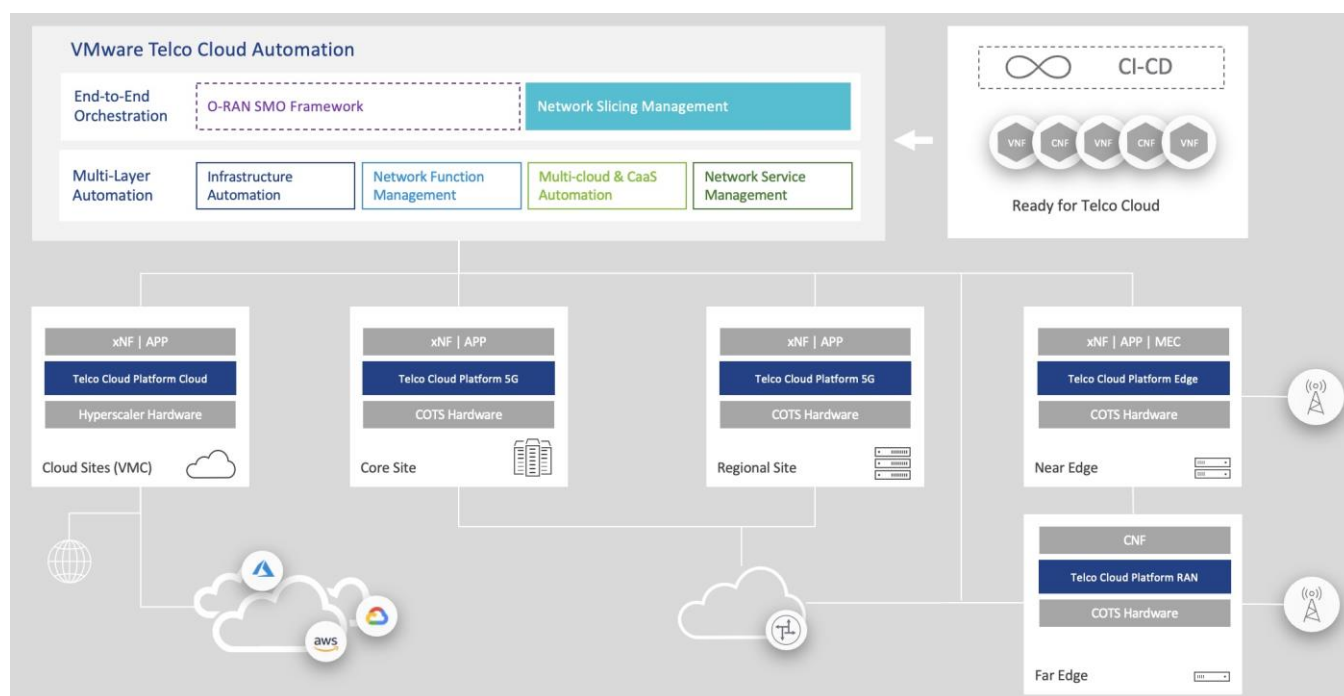 VMware Telco Cloud Automation
End-to-End
Orchestration
O-RAN SMO Framework
Network Slicing Management
Multi-Layer
Automation
Infrastructure
Automation
Network Function
Management
Multi-cloud & CaaS
Automation
Network Service
Management
CI-CD
VNF
CNF
VNF
CNF
VNF
Ready for Telco Cloud
xNF | APP
Telco Cloud Platform Cloud
Hyperscaler Hardware
Cloud Sites (VMC)
xNF | APP
Telco Cloud Platform 5G
COTS Hardware
Core Site
xNF | APP
Telco Cloud Platform 5G
COTS Hardware
Regional Site
xNF | APP | MEC
Telco Cloud Platform Edge
COTS Hardware
Near Edge
CNF
Telco Cloud Platform RAN
COTS Hardware
Far Edge
aws